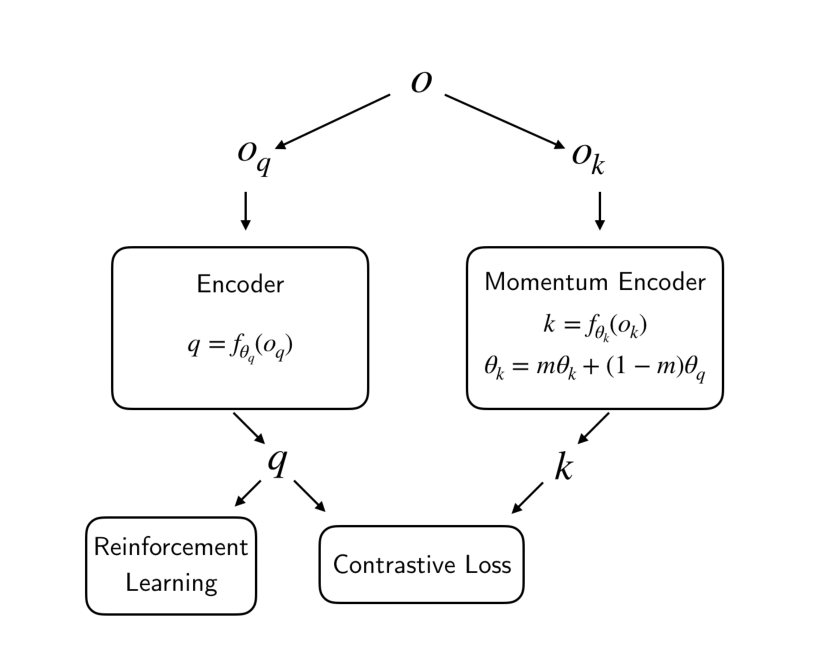 o
o_q
o_k
Encoder
q = f_{θ_q}(o_q)
Momentum Encoder
k = f_{θ_k}(o_k)
θ_k = mθ_k + (1 − m)θ_q
q
k
Reinforcement
Learning
Contrastive Loss